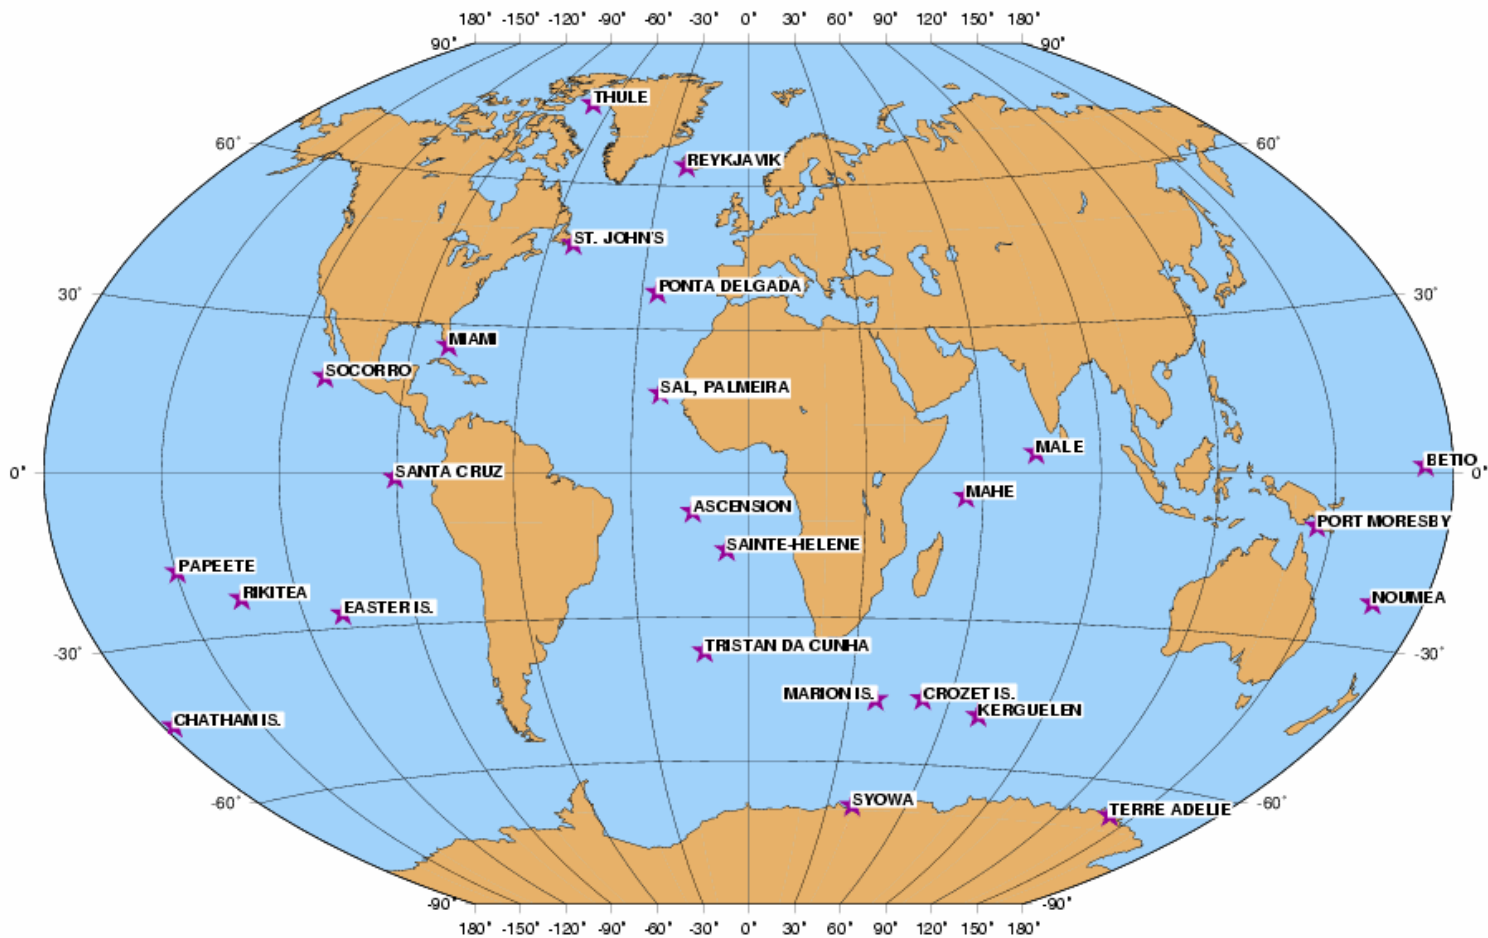 180° -150° -120° -90° -60° -30° 0° 30° 60° 90° 120° 150° 180°
90° 90°
THULE
60° 60°
REYKJAVIK
ST. JOHN'S
PONTA DELGADA
30° 30°
MIAMI
SOCORRO
SAL, PALMEIRA
MALE
BETIO
0° 0°
SANTA CRUZ
MAHE
ASCENSION
PORT MORESBY
SAINTE-HELENE
PAPEETE
RIKITEA
NOUMEA
EASTER IS.
TRISTAN DA CUNHA
-30° -30°
MARION IS. CROZET IS.
KERGUELEN
CHATHAM IS.
SYOWA
-60° -60°
TERRE ADELIE
-90° -90°
180° -150° -120° -90° -60° -30° 0° 30° 60° 90° 120° 150° 180°